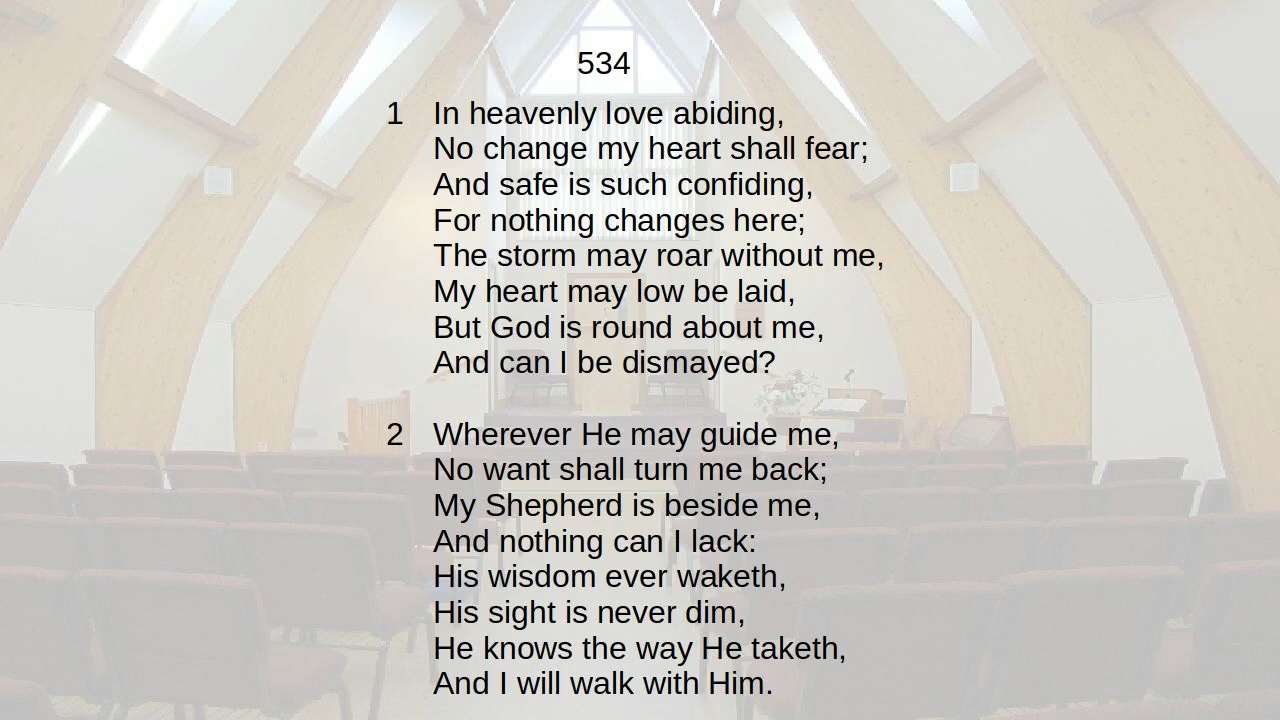 534
1 In heavenly love abiding,
No change my heart shall fear;
And safe is such confiding,
For nothing changes here;
The storm may roar without me,
My heart may low be laid,
But God is round about me,
And can I be dismayed?
2 Wherever He may guide me,
No want shall turn me back;
My Shepherd is beside me,
And nothing can I lack:
His wisdom ever waketh,
His sight is never dim,
He knows the way He taketh,
And I will walk with Him.